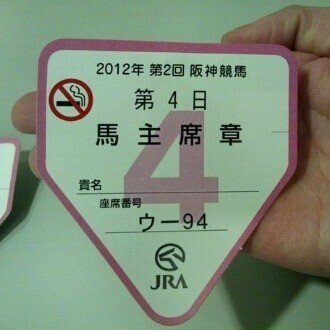 2012年 第2回 阪神競馬
第4日
馬主席章
4
貴名
座席番号
ウー94
JRA